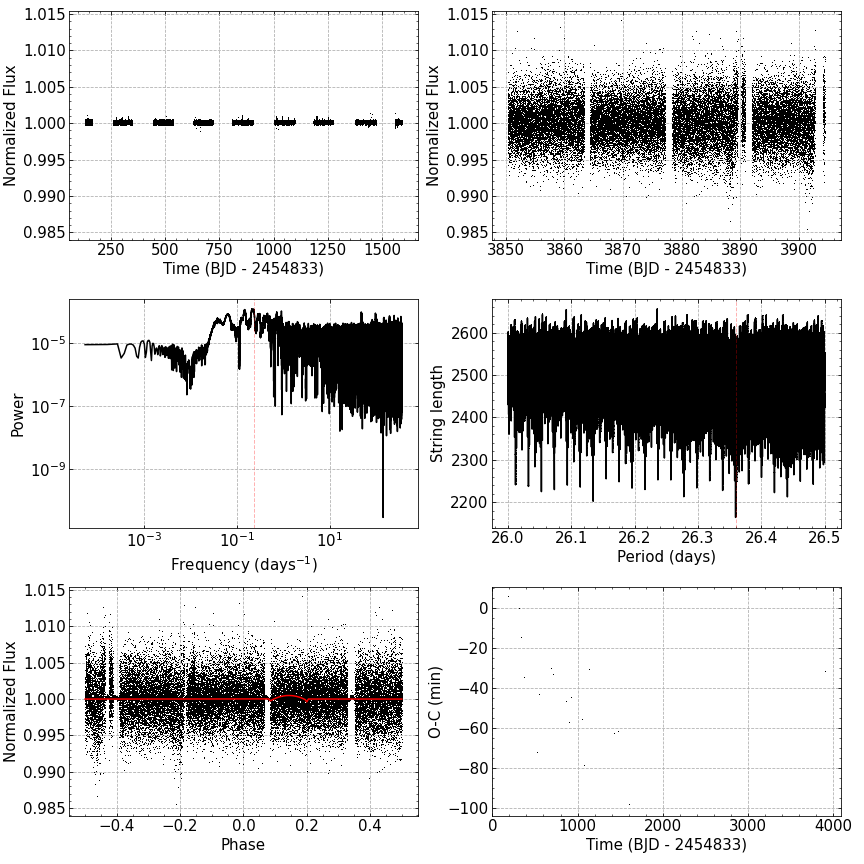 1.015
1.010
1.005
1.000
0.995
0.990
0.985
Normalized Flux
250 500 750 1000 1250 1500
Time (BJD - 2454833)
1.015
1.010
1.005
1.000
0.995
0.990
0.985
Normalized Flux
3850 3860 3870 3880 3890 3900
Time (BJD - 2454833)
10⁻⁵
10⁻⁷
10⁻⁹
Power
10⁻³ 10⁻¹ 10¹
Frequency (days⁻¹)
2600
2500
2400
2300
2200
String length
26.0 26.1 26.2 26.3 26.4 26.5
Period (days)
1.015
1.010
1.005
1.000
0.995
0.990
0.985
Normalized Flux
−0.4 −0.2 0.0 0.2 0.4
Phase
0
−20
−40
−60
−80
−100
O-C (min)
0 1000 2000 3000 4000
Time (BJD - 2454833)